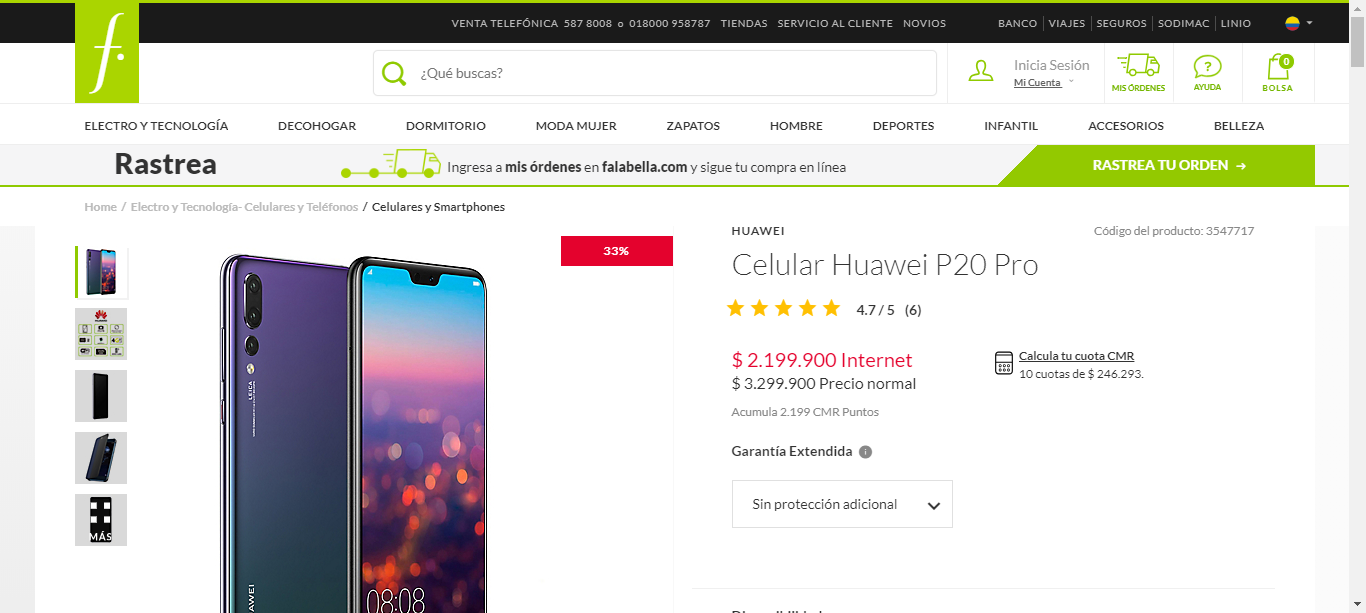 VENTA TELEFÓNICA 587 8008 o 018000 958787 TIENDAS SERVICIO AL CLIENTE NOVIOS BANCO VIAJES SEGUROS SODIMAC LINIO
f.
¿Qué buscas?
Inicia Sesión
Mi Cuenta
MIS ÓRDENES
AYUDA
0
BOLSA
ELECTRO Y TECNOLOGÍA DECOHOGAR DORMITORIO MODA MUJER ZAPATOS HOMBRE DEPORTES INFANTIL ACCESORIOS BELLEZA
Rastrea Ingresa a mis órdenes en falabella.com y sigue tu compra en línea RASTREA TU ORDEN →
Home / Electro y Tecnología- Celulares y Teléfonos / Celulares y Smartphones
33%
HUAWEI
Código del producto: 3547717
Celular Huawei P20 Pro
4.7 / 5 (6)
$ 2.199.900 Internet
$ 3.299.900 Precio normal
Calcula tu cuota CMR
10 cuotas de $ 246.293.
Acumula 2.199 CMR Puntos
Garantía Extendida
Sin protección adicional
MÁS
LEICA
08:08